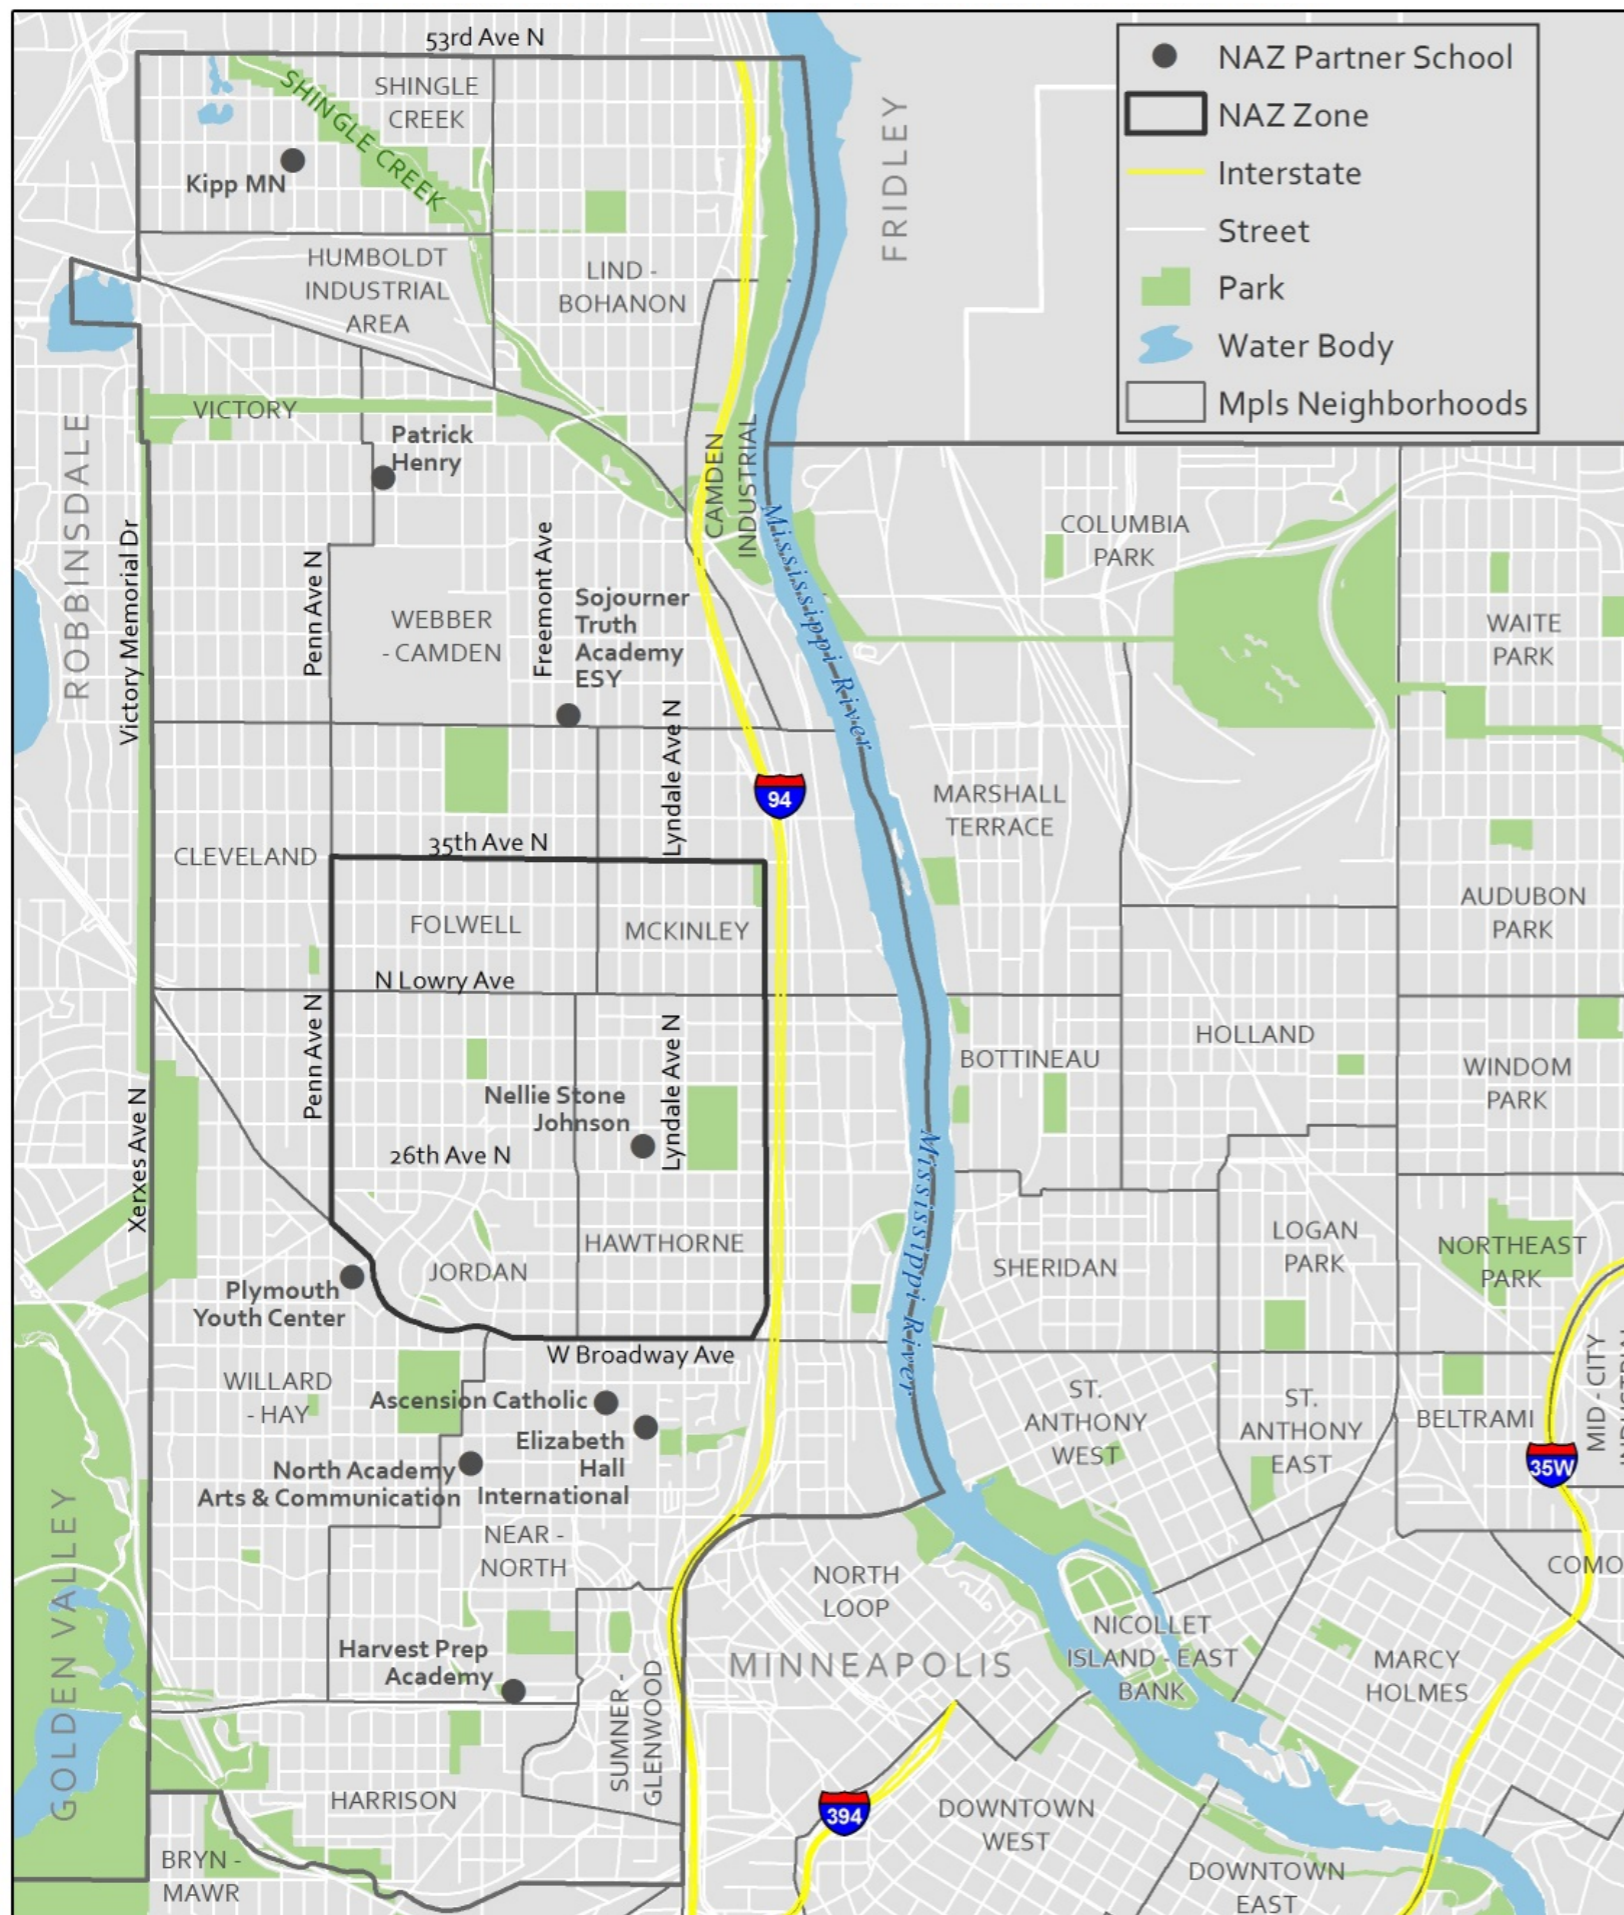 53rd Ave N
SHINGLE
CREEK
SHINGLE CREEK
Kipp MN
FRIDLEY
NAZ Partner School
NAZ Zone
Interstate
Street
Park
Water Body
Mpls Neighborhoods
HUMBOLDT
INDUSTRIAL
AREA
LIND -
BOHANON
ROBBINSDALE
VICTORY
Patrick
Henry
CAMDEN
INDUSTRIAL
Mississippi River
COLUMBIA
PARK
WAITE
PARK
Victory Memorial Dr
Penn Ave N
WEBBER
- CAMDEN
Fremont Ave
Sojourner
Truth
Academy
ESY
Lyndale Ave N
94
MARSHALL
TERRACE
CLEVELAND
35th Ave N
FOLWELL
MCKINLEY
AUDUBON
PARK
N Lowry Ave
Penn Ave N
Lyndale Ave N
BOTTINEAU
HOLLAND
WINDOM
PARK
Xerxes Ave N
Nellie Stone
Johnson
26th Ave N
Mississippi River
JORDAN
HAWTHORNE
SHERIDAN
LOGAN
PARK
NORTHEAST
PARK
Plymouth
Youth Center
W Broadway Ave
WILLARD
- HAY
Ascension Catholic
Elizabeth
Hall
International
North Academy
Arts & Communication
ST.
ANTHONY
WEST
ST.
ANTHONY
EAST
BELTRAMI
MID - CITY
35W
NEAR -
NORTH
NORTH
LOOP
COMO
GOLDEN VALLEY
Harvest Prep
Academy
SUMNER -
GLENWOOD
MINNEAPOLIS
NICOLLET
ISLAND - EAST
BANK
MARCY
HOLMES
HARRISON
394
DOWNTOWN
WEST
BRYN -
MAWR
DOWNTOWN
EAST